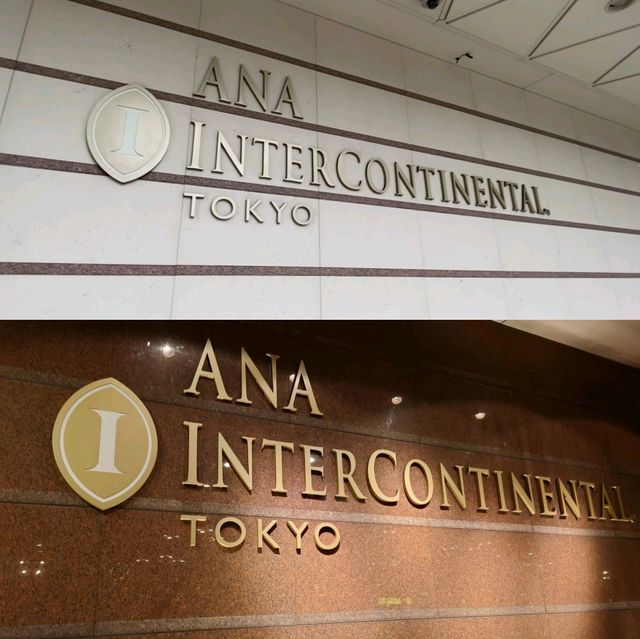 ANA
I INTERCONTINENTAL.
TOKYO
ANA
I INTERCONTINENTAL.
TOKYO